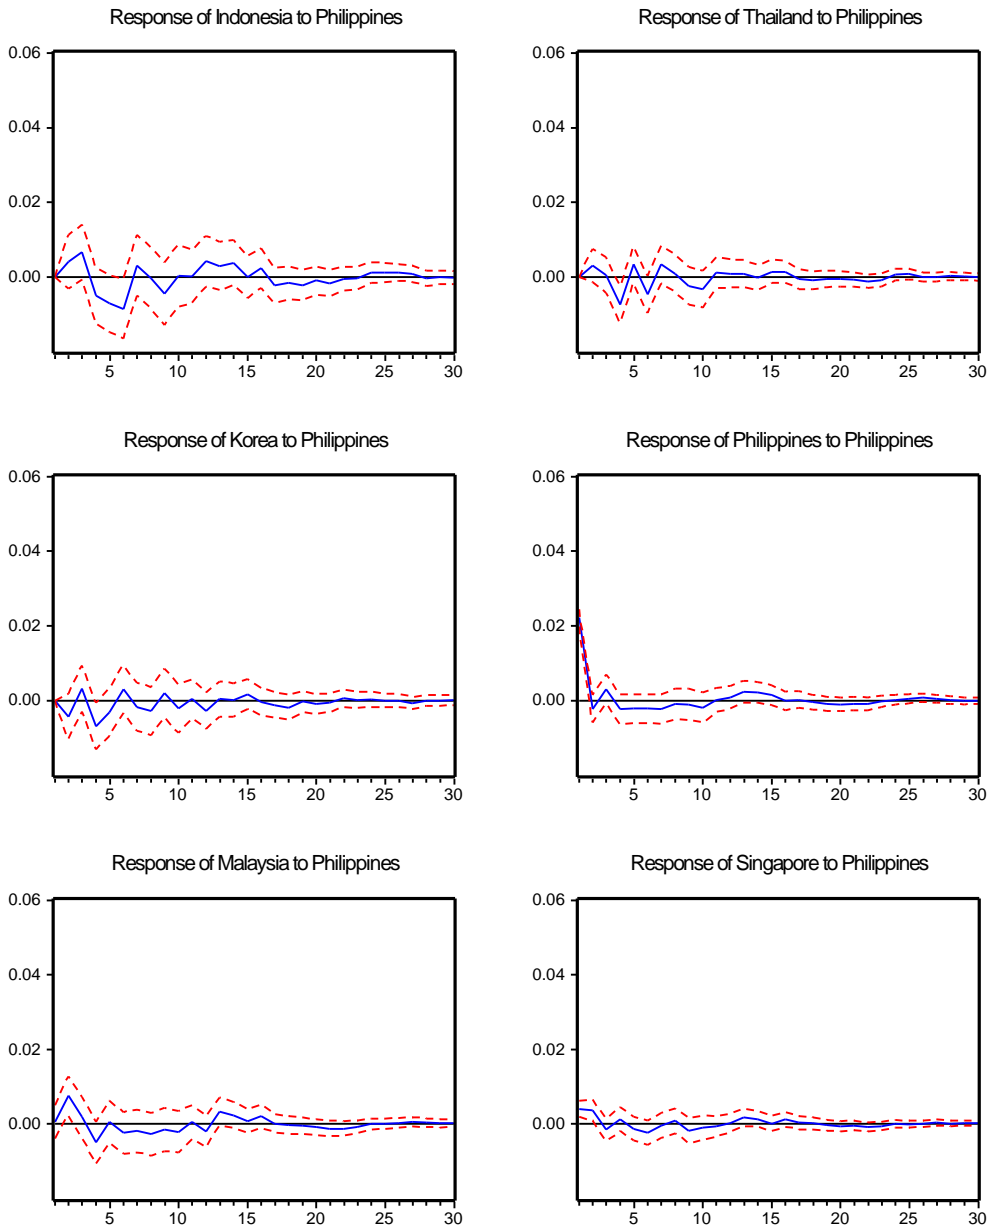 Response of Indonesia to Philippines
0.06
0.04
0.02
0.00
5 10 15 20 25 30
Response of Thailand to Philippines
0.06
0.04
0.02
0.00
5 10 15 20 25 30
Response of Korea to Philippines
0.06
0.04
0.02
0.00
5 10 15 20 25 30
Response of Philippines to Philippines
0.06
0.04
0.02
0.00
5 10 15 20 25 30
Response of Malaysia to Philippines
0.06
0.04
0.02
0.00
5 10 15 20 25 30
Response of Singapore to Philippines
0.06
0.04
0.02
0.00
5 10 15 20 25 30